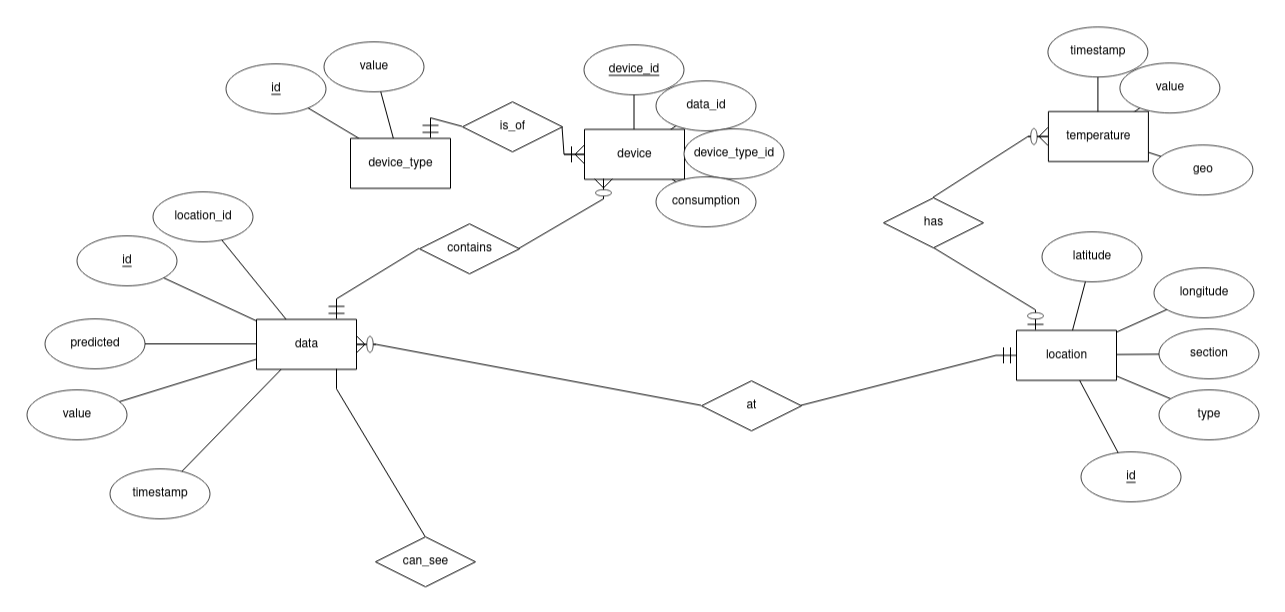 timestamp
value
value
device_id
id
data_id
is_of
temperature
device_type
device
device_type_id
geo
consumption
location_id
has
contains
id
latitude
longitude
predicted
data
section
location
at
value
type
id
timestamp
can_see